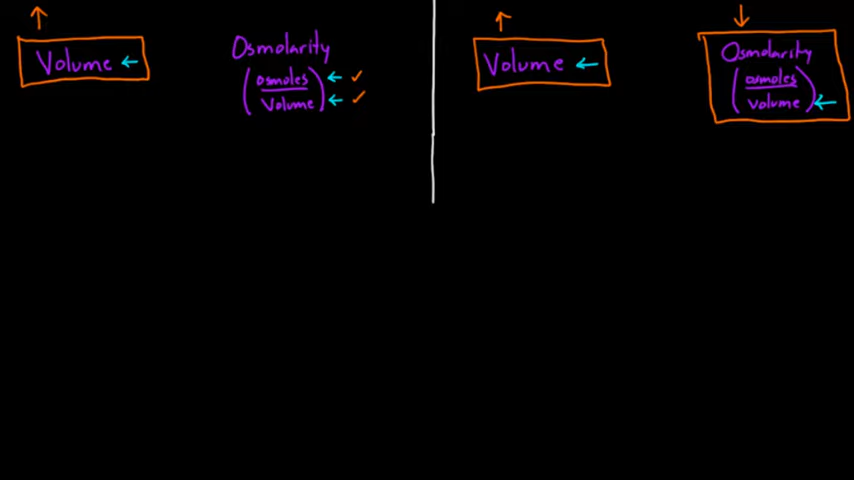 Volume
Osmolarity
(osmoles
Volume)
Volume
Osmolarity
(osmoles
volume)